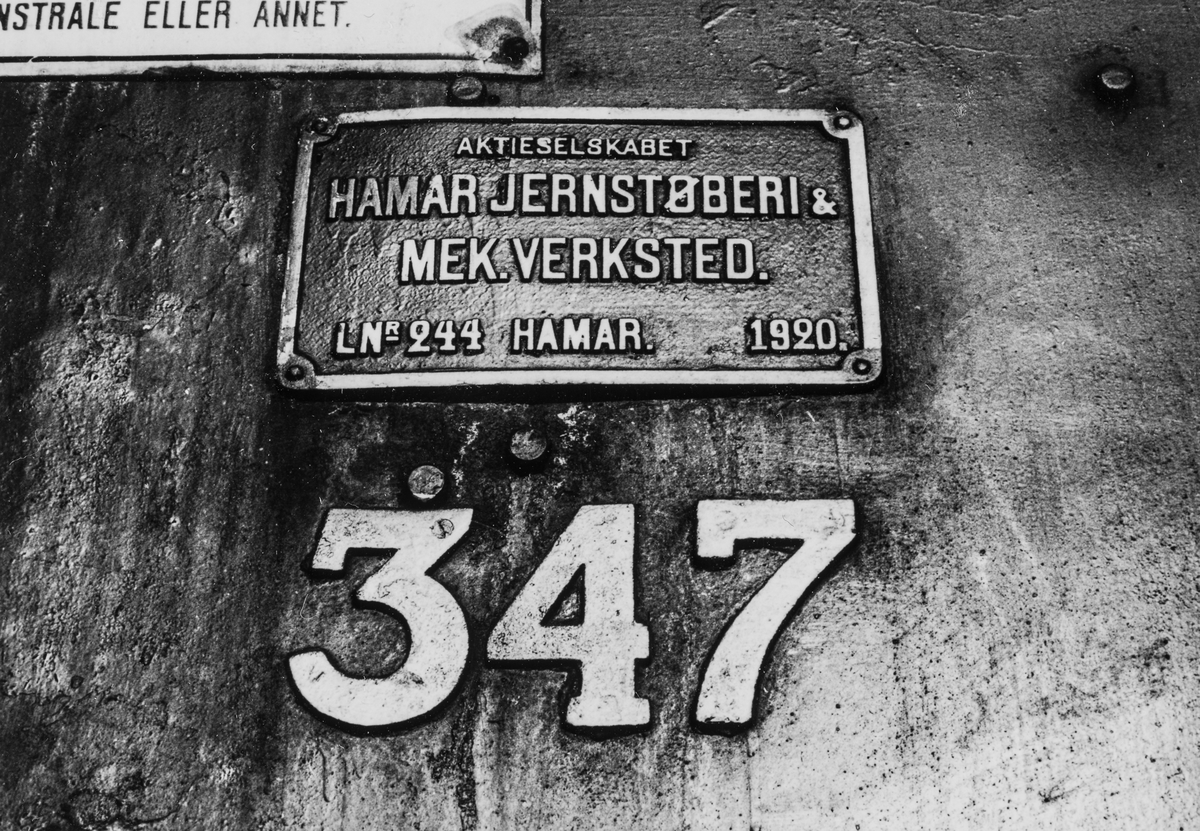 NSTRALE ELLER ANNET.
AKTIESELSKABET
HAMAR JERNSTØBERI &
MEK. VERKSTED.
LNR 244 HAMAR. 1920.
347